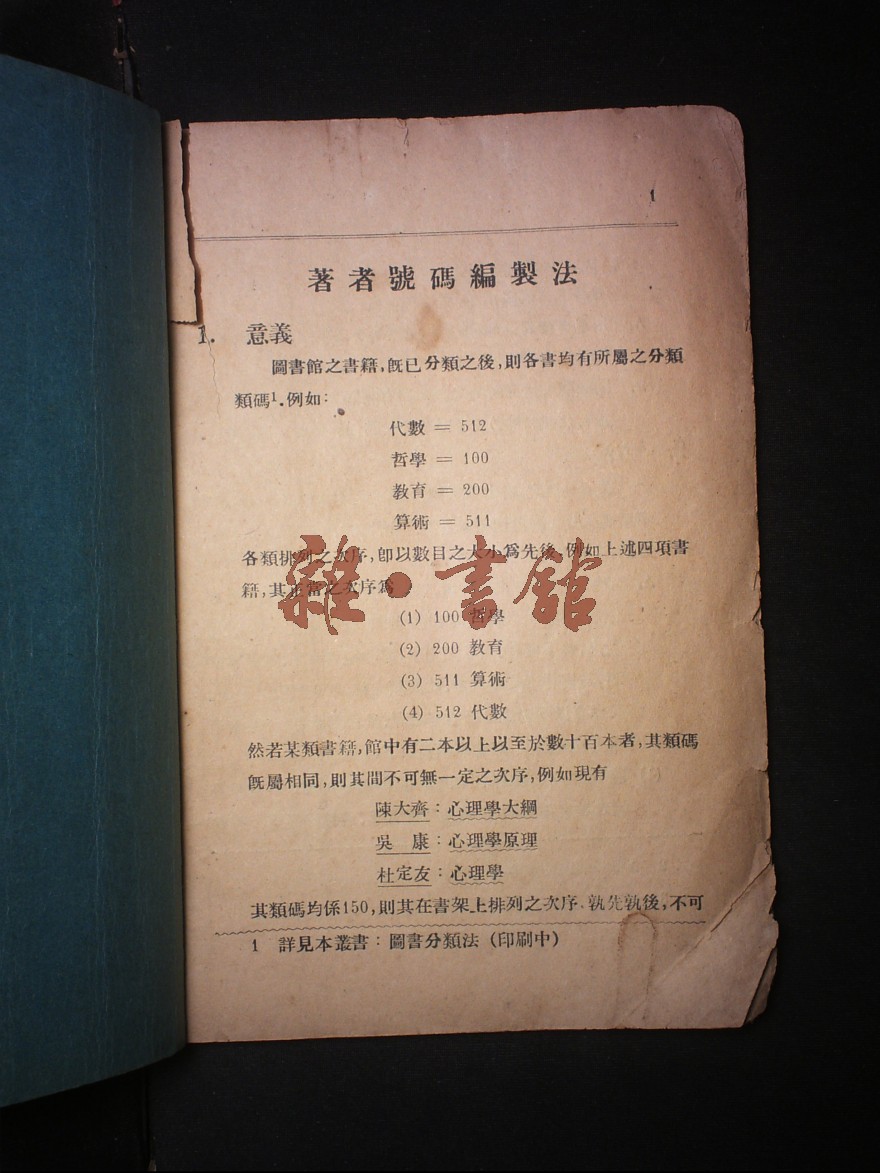 1
著者號碼編製法
1. 意義
圖書館之書籍,旣已分類之後,則各書均有所屬之分類
類碼1.例如:
代數 = 512
哲學 = 100
教育 = 200
算術 = 511
各類排列之次序,卽以數目之大小爲先後,例如上述四項書
籍,其正當之次序爲
雜·書館
(1) 100 哲學
(2) 200 教育
(3) 511 算術
(4) 512 代數
然若某類書籍,館中有二本以上以至於數十百本者,其類碼
旣屬相同,則其間不可無一定之次序,例如現有
陳大齊:心理學大綱
吳 康:心理學原理
杜定友:心理學
其類碼均係150,則其在書架上排列之次序.孰先孰後,不可
1 詳見本叢書:圖書分類法(印刷中)